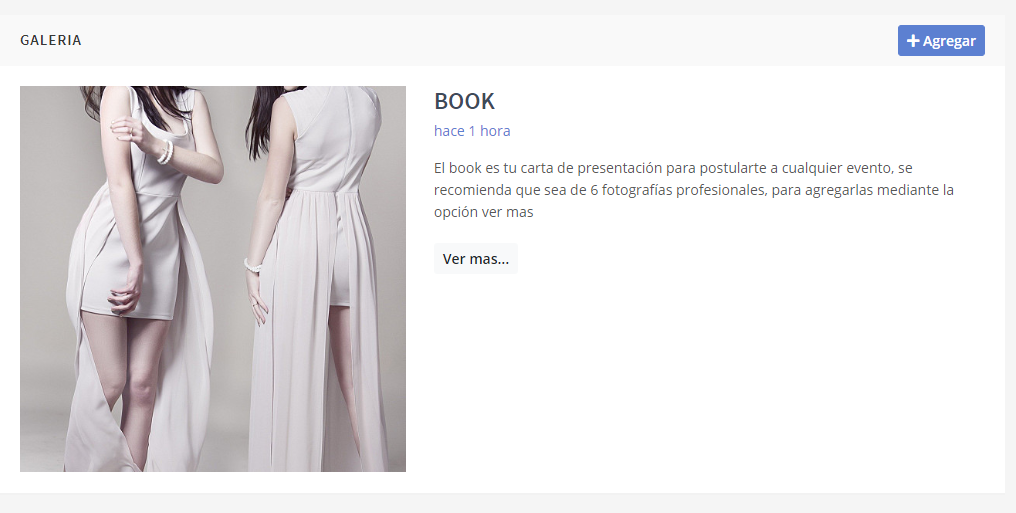 GALERIA
Agregar
BOOK
hace 1 hora
El book es tu carta de presentación para postularte a cualquier evento, se
recomienda que sea de 6 fotografías profesionales, para agregarlas mediante la
opción ver mas
Ver mas...